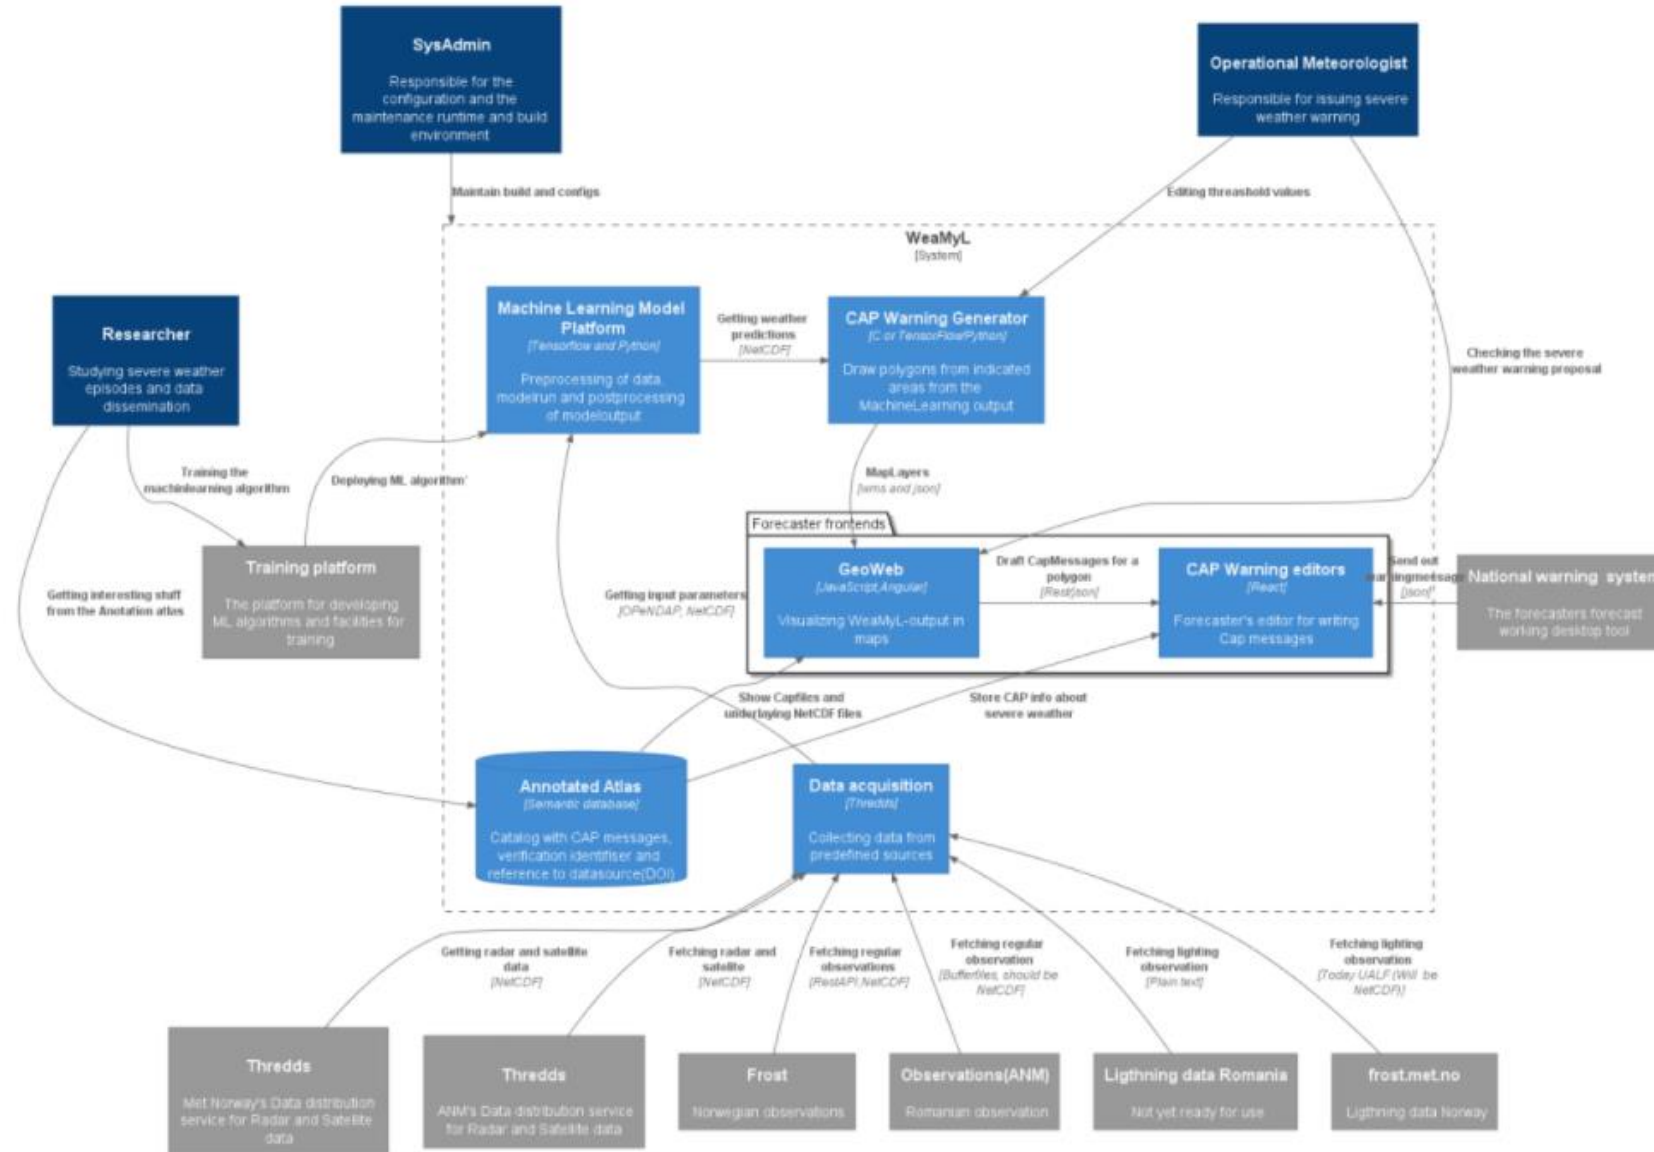 SysAdmin
Responsible for the
configuration and the
maintenance runtime and build
environment
Operational Meteorologist
Responsible for issuing severe
weather warning
Maintain build and configs
Editing threashold values
WeaMyL
[System]
Machine Learning Model
Platform
[Tensorflow and Python]
Preprocessing of data,
modelrun and postprocessing
of modeloutput
Getting weather
predictions
[NetCDF]
CAP Warning Generator
[C or TensorFlow/Python]
Draw polygons from indicated
areas from the
MachineLearning output
Researcher
Studying severe weather
episodes and data
dissemination
Checking the severe
weather warning proposal
Training the
machinlearning algorithm
Deploying ML algorithm'
MapLayers
[wms and json]
Forecaster frontends
Training platform
The platform for developing
ML algorithms and facilities for
training
Getting interesting stuff
from the Anotation atlas
Getting input parameters
[OPeNDAP, NetCDF]
GeoWeb
[JavaScript,Angular]
Visualizing WeaMyL-output in
maps
Draft CapMessages for a
polygon
[Rest/json]
CAP Warning editors
[React]
Forecaster's editor for writing
Cap messages
Send out
[json]
National warning system
The forecasters forecast
working desktop tool
Show Capfiles and
underlaying NetCDF files
Store CAP info about
severe weather
Annotated Atlas
[Semantic database]
Catalog with CAP messages,
verification identifiser and
reference to datasource(DOI)
Data acquisition
[Thredds]
Collecting data from
predefined sources
Getting radar and satellite
data
[NetCDF]
Fetching radar and
satelite
[NetCDF]
Fetching regular
observations
[RestAPI,NetCDF]
Fetching regular
observation
[Bufferfiles, should be
NetCDF]
Fetching lighting
observation
[Plain text]
Fetching lighting
observation
[Today UALF (Will be
NetCDF)]
Thredds
Met Norway's Data distribution
service for Radar and Satellite
data
Thredds
ANM's Data distribution service
for Radar and Satellite data
Frost
Norwegian observations
Observations(ANM)
Romanian observation
Ligthning data Romania
Not yet ready for use
frost.met.no
Ligthning data Norway